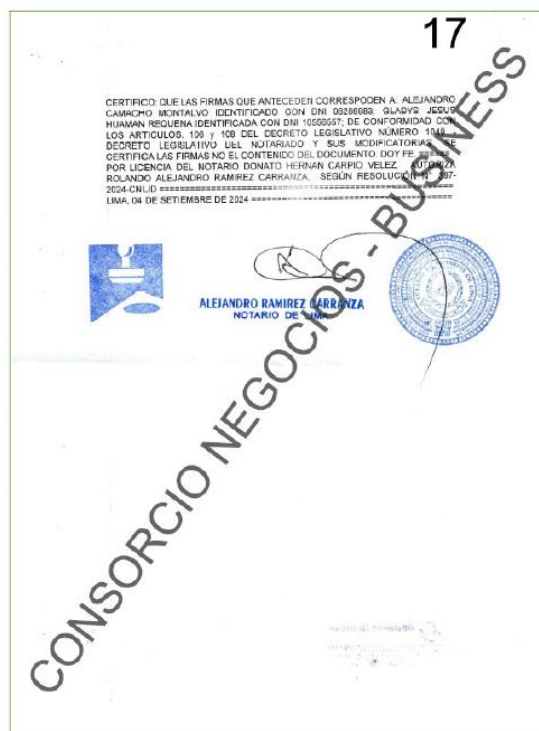 17
CERTIFICO: QUE LAS FIRMAS QUE ANTECEDEN CORRESPODEN A: ALEJANDRO
CAMACHO MONTALVO IDENTIFICADO CON DNI GLADYS JESUS
HUAMAN REQUENA IDENTIFICADA CON DNI DE CONFORMIDAD CON
LOS ARTICULOS. 106 y 108 DEL DECRETO LEGISLATIVO NÚMERO 1049 -
DECRETO LEGISLATIVO DEL NOTARIADO Y SUS MODIFICATORIAS. SE
CERTIFICA LAS FIRMAS NO EL CONTENIDO DEL DOCUMENTO. DOY FE.
POR LICENCIA DEL NOTARIO DONATO HERNAN CARPIO VELEZ AUTORIZA
ROLANDO ALEJANDRO RAMIREZ CARRANZA, SEGÚN RESOLUCIÓN N° 397-
2024-CNL/D ==================
LIMA, 04 DE SETIEMBRE DE 2024 ==================
ALEJANDRO RAMIREZ CARRANZA
NOTARIO DE LIMA
CONSORCIO NEGOCIOS - BUSINESS